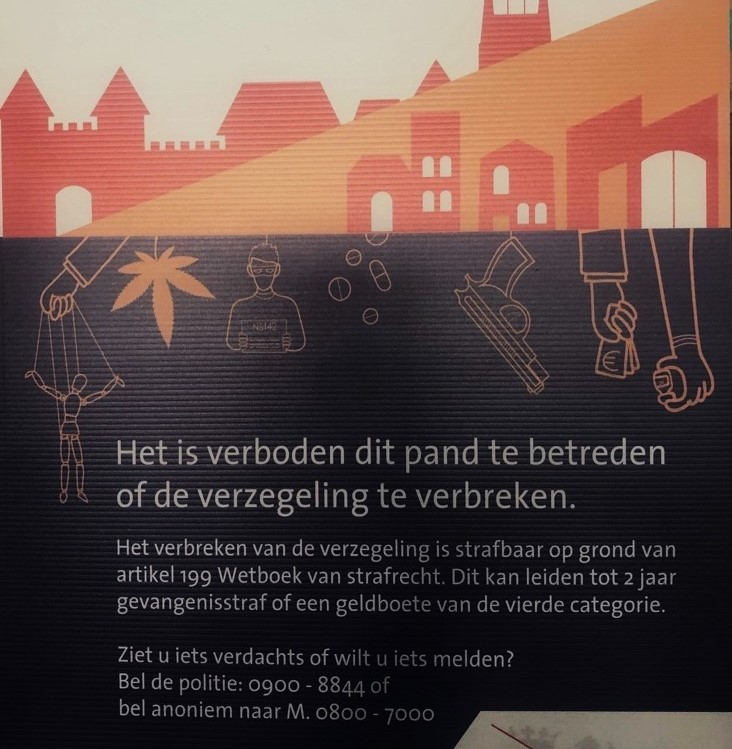 N5142
€
Het is verboden dit pand te betreden
of de verzegeling te verbreken.
Het verbreken van de verzegeling is strafbaar op grond van
artikel 199 Wetboek van strafrecht. Dit kan leiden tot 2 jaar
gevangenisstraf of een geldboete van de vierde categorie.
Ziet u iets verdachts of wilt u iets melden?
Bel de politie: 0900 - 8844 of
bel anoniem naar M. 0800 - 7000